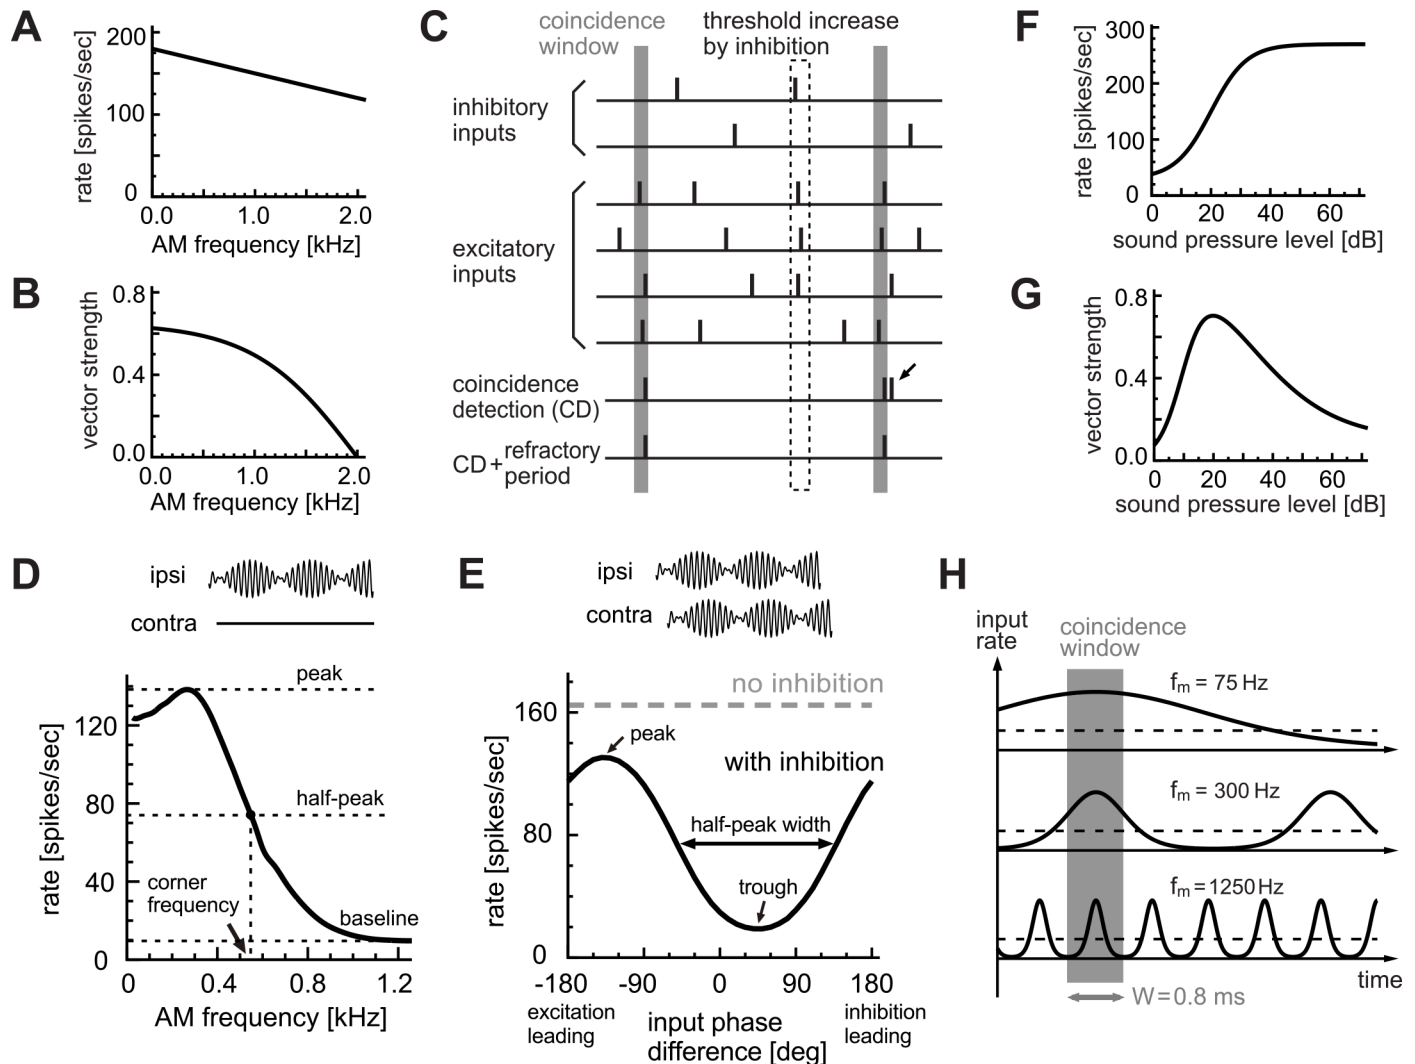 A
rate [spikes/sec]
200
100
0
0.0 1.0 2.0
AM frequency [kHz]
B
vector strength
0.8
0.4
0.0
0.0 1.0 2.0
AM frequency [kHz]
C
coincidence
window
threshold increase
by inhibition
inhibitory
inputs
excitatory
inputs
coincidence
detection (CD)
CD+refractory
period
F
rate [spikes/sec]
300
200
100
0
0 20 40 60
sound pressure level [dB]
G
vector strength
0.8
0.4
0.0
0 20 40 60
sound pressure level [dB]
D
ipsi
contra
rate [spikes/sec]
120
80
40
0
peak
half-peak
corner
frequency
baseline
0 0.4 0.8 1.2
AM frequency [kHz]
E
ipsi
contra
rate [spikes/sec]
160
80
0
no inhibition
peak
with inhibition
half-peak width
trough
-180 -90 0 90 180
excitation
leading
input phase
difference [deg]
inhibition
leading
H
input
rate
coincidence
window
fm = 75 Hz
fm = 300 Hz
fm = 1250 Hz
time
W = 0.8 ms